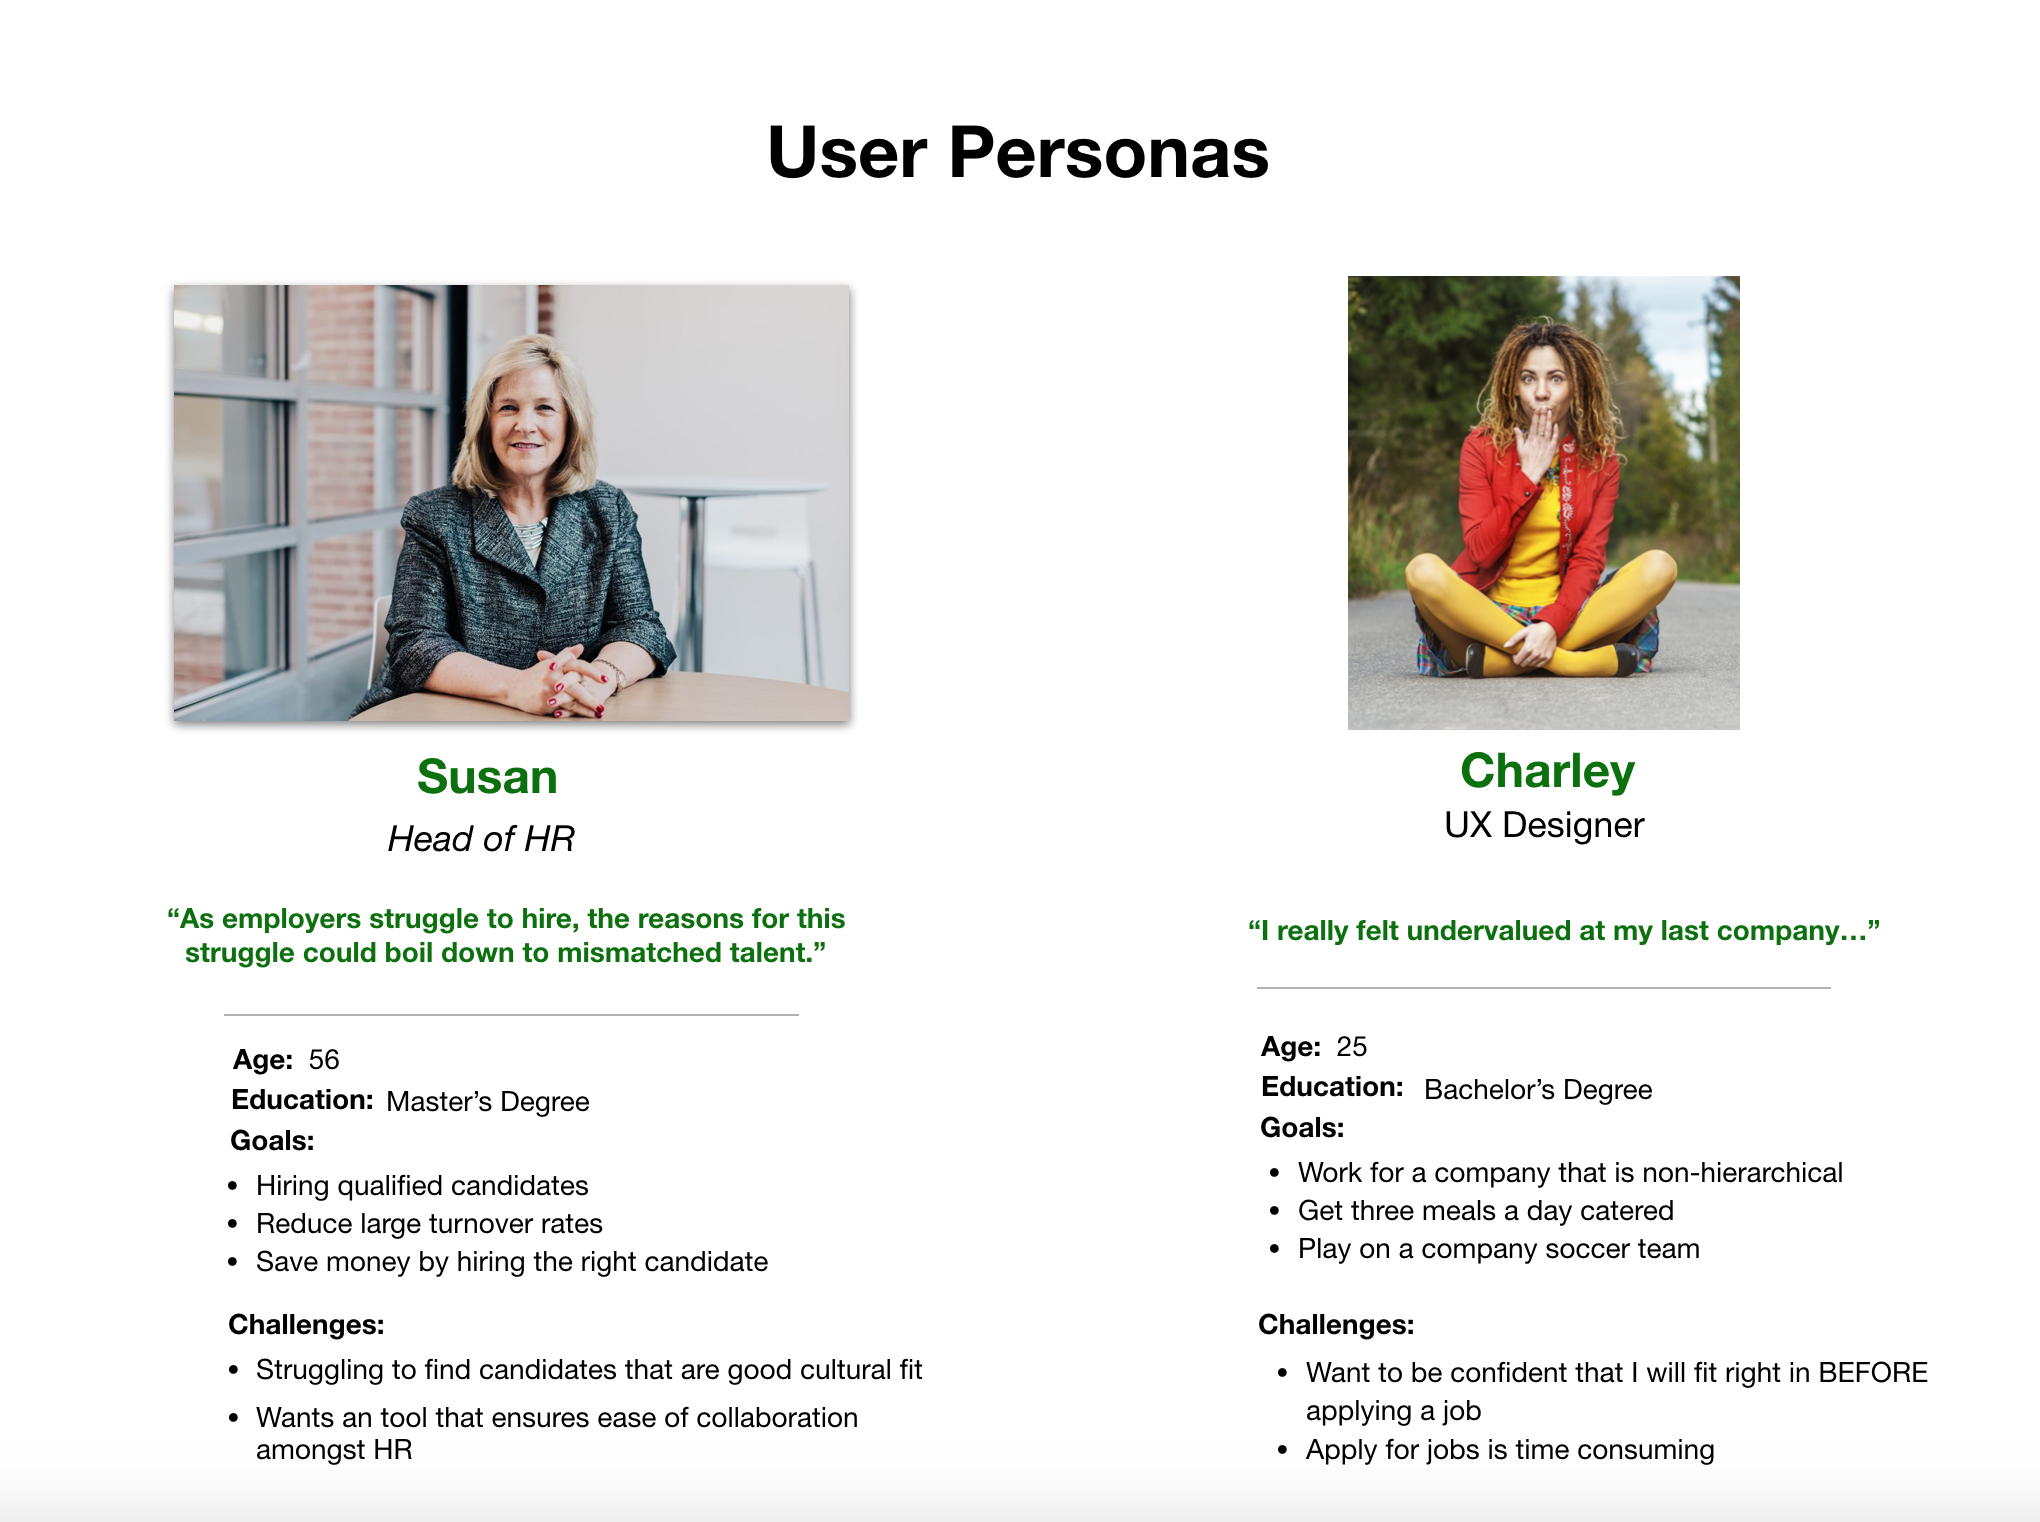 User Personas
Susan
Head of HR
“As employers struggle to hire, the reasons for this
struggle could boil down to mismatched talent.”
Age: 56
Education: Master’s Degree
Goals:
• Hiring qualified candidates
• Reduce large turnover rates
• Save money by hiring the right candidate
Challenges:
• Struggling to find candidates that are good cultural fit
• Wants an tool that ensures ease of collaboration
amongst HR
Charley
UX Designer
“I really felt undervalued at my last company…”
Age: 25
Education: Bachelor’s Degree
Goals:
• Work for a company that is non-hierarchical
• Get three meals a day catered
• Play on a company soccer team
Challenges:
• Want to be confident that I will fit right in BEFORE
applying a job
• Apply for jobs is time consuming